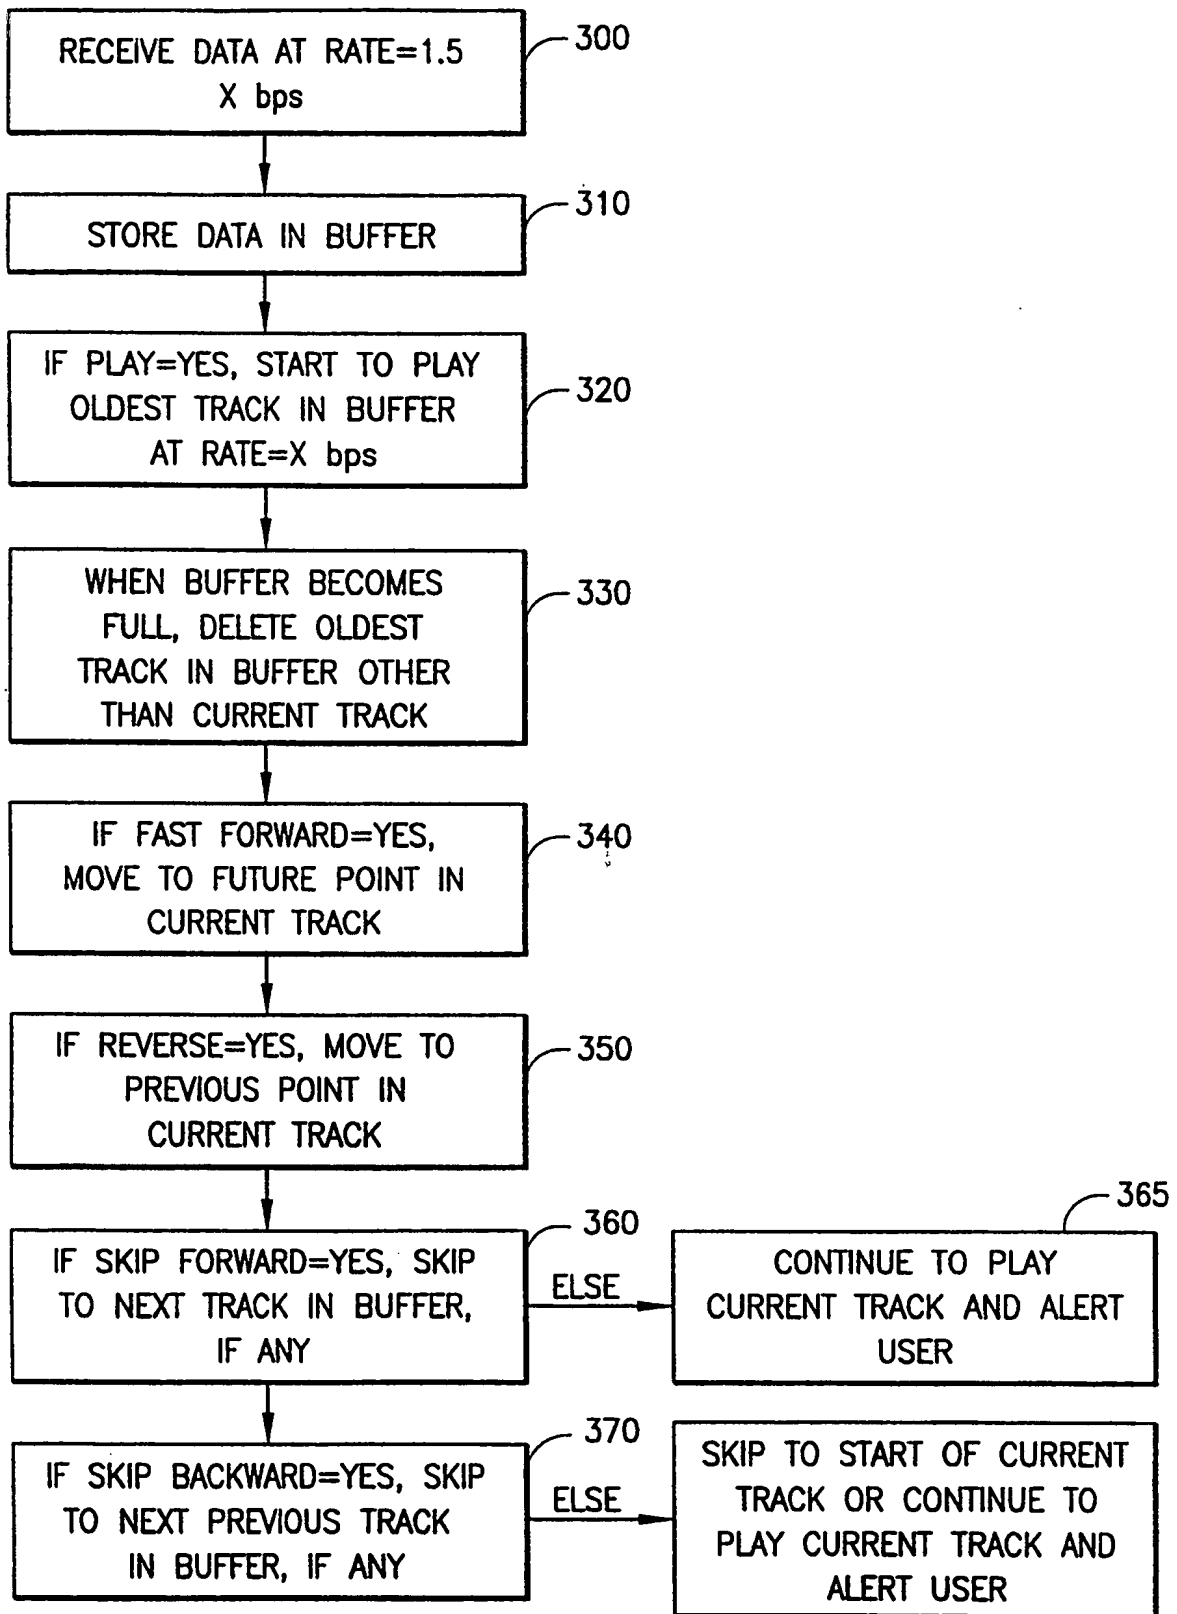 RECEIVE DATA AT RATE=1.5
X bps
300
STORE DATA IN BUFFER
310
IF PLAY=YES, START TO PLAY
OLDEST TRACK IN BUFFER
AT RATE=X bps
320
WHEN BUFFER BECOMES
FULL, DELETE OLDEST
TRACK IN BUFFER OTHER
THAN CURRENT TRACK
330
IF FAST FORWARD=YES,
MOVE TO FUTURE POINT IN
CURRENT TRACK
340
IF REVERSE=YES, MOVE TO
PREVIOUS POINT IN
CURRENT TRACK
350
IF SKIP FORWARD=YES, SKIP
TO NEXT TRACK IN BUFFER,
IF ANY
360
ELSE
CONTINUE TO PLAY
CURRENT TRACK AND ALERT
USER
365
IF SKIP BACKWARD=YES, SKIP
TO NEXT PREVIOUS TRACK
IN BUFFER, IF ANY
370
ELSE
SKIP TO START OF CURRENT
TRACK OR CONTINUE TO
PLAY CURRENT TRACK AND
ALERT USER